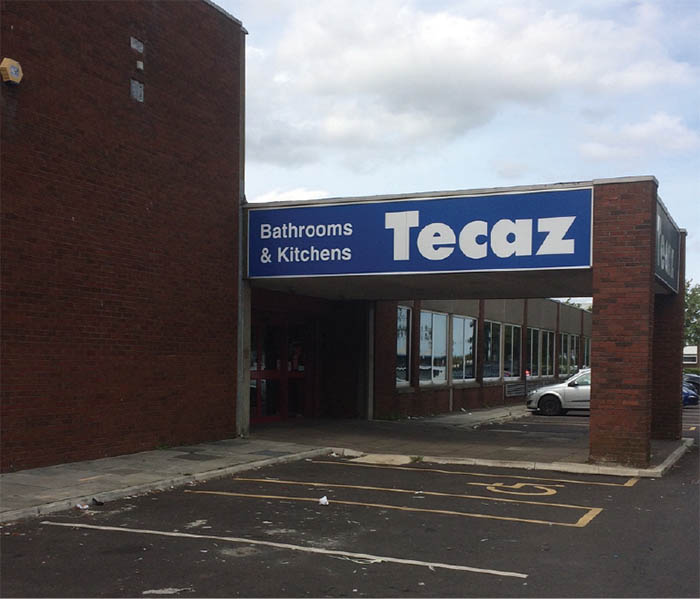 Bathrooms
& Kitchens
Tecaz